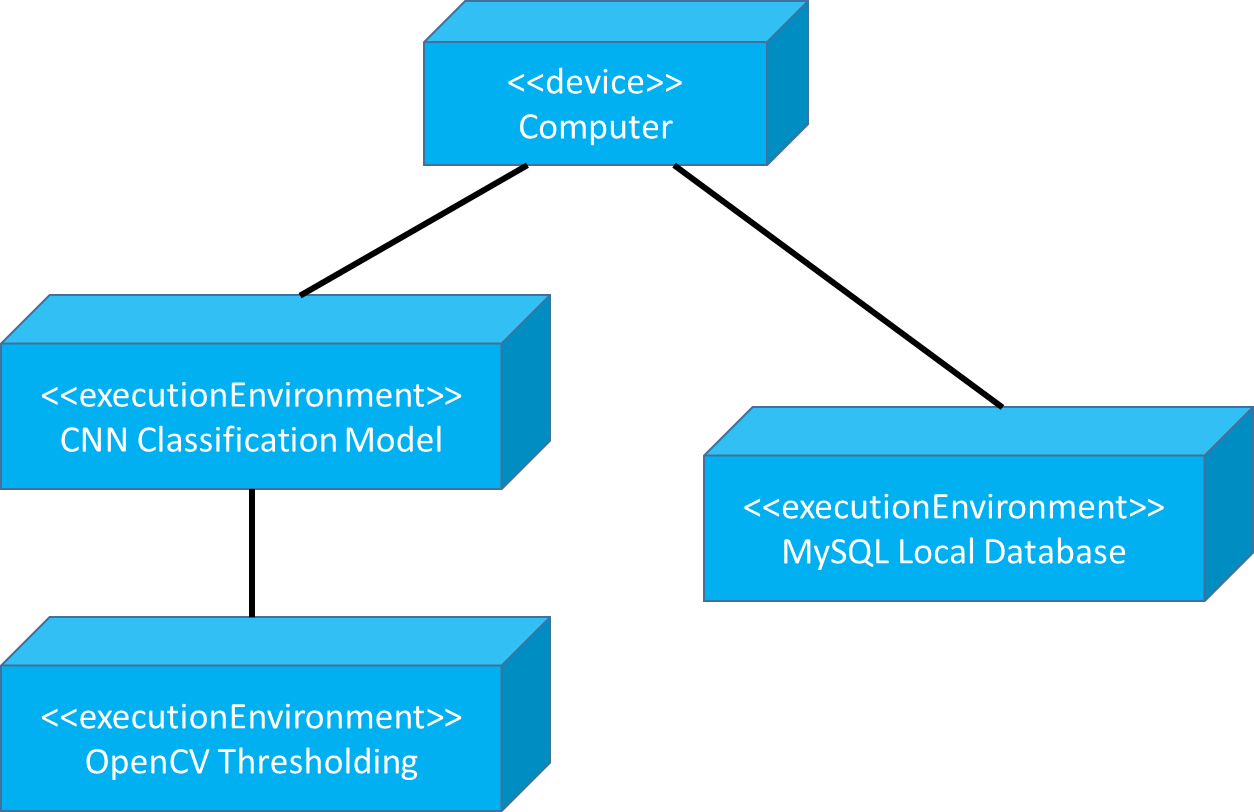 <<device>>
Computer
<<executionEnvironment>>
CNN Classification Model
<<executionEnvironment>>
MySQL Local Database
<<executionEnvironment>>
OpenCV Thresholding